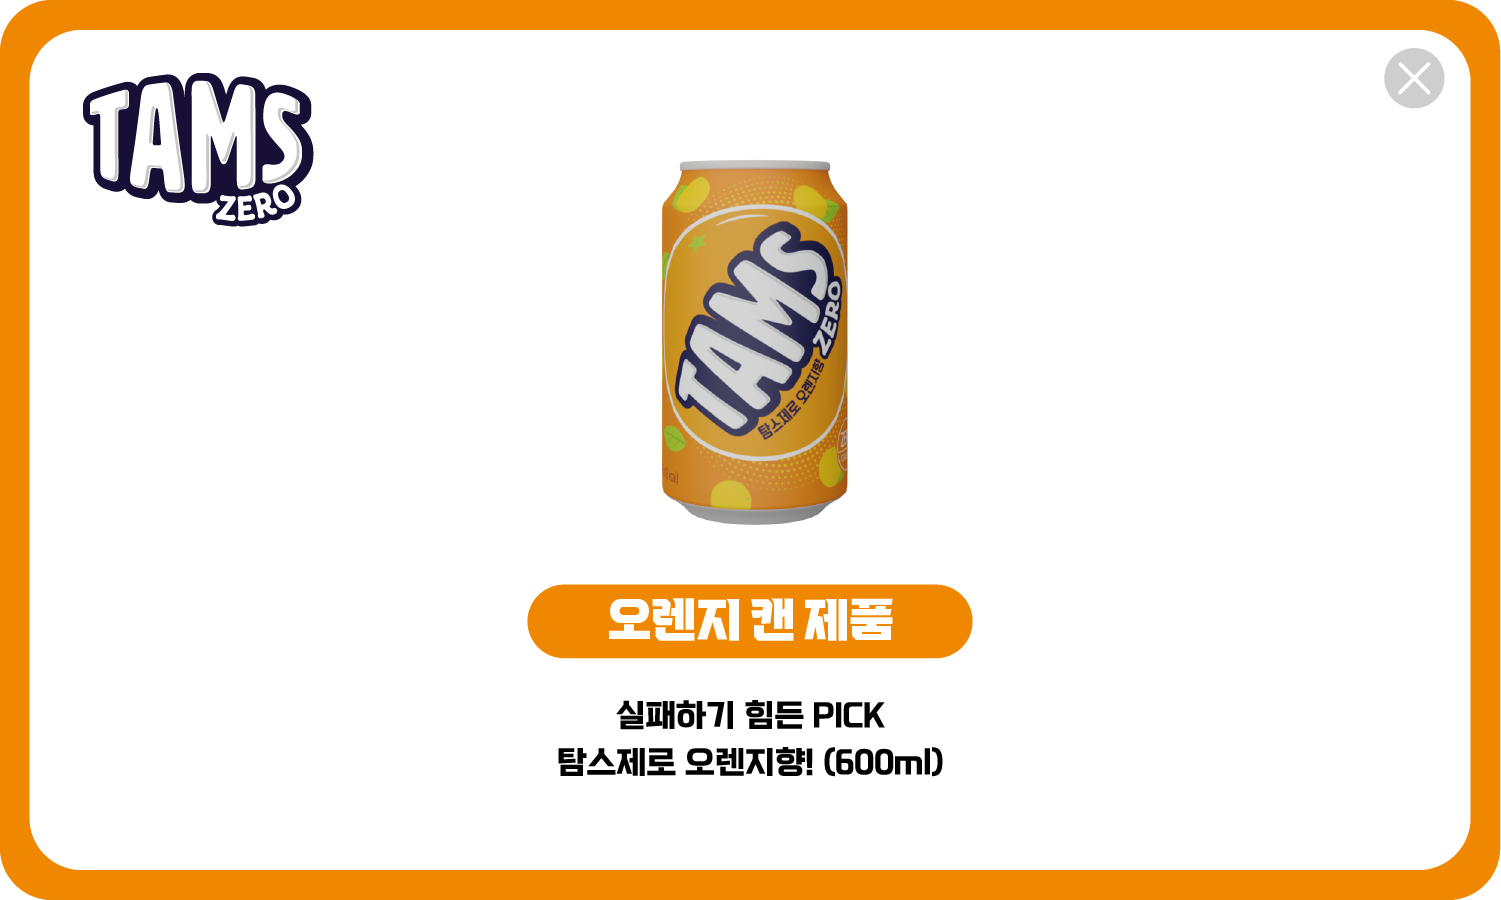 TAMS
ZERO
TAMS
ZERO
탐스제로 오렌지향
오렌지 캔 제품
실패하기 힘든 PICK
탐스제로 오렌지향! (600ml)